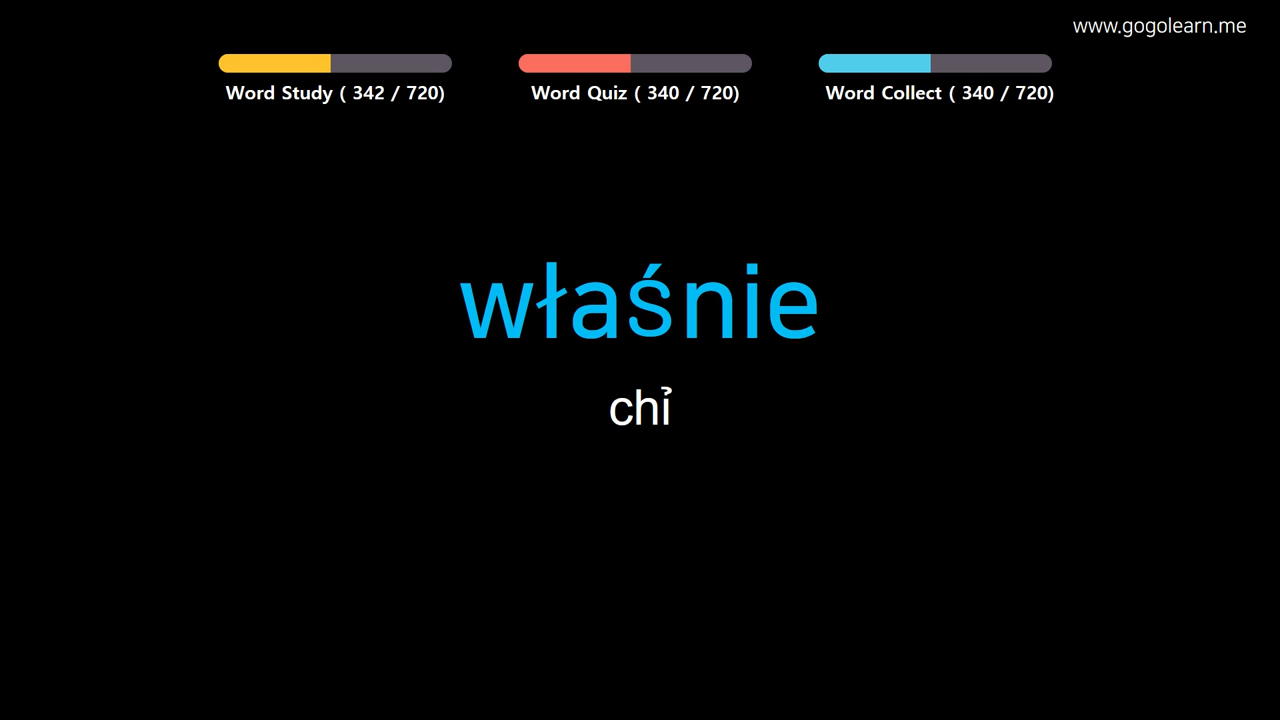 www.gogolearn.me
Word Study ( 342 / 720)
Word Quiz ( 340 / 720)
Word Collect ( 340 / 720)
właśnie
chỉ